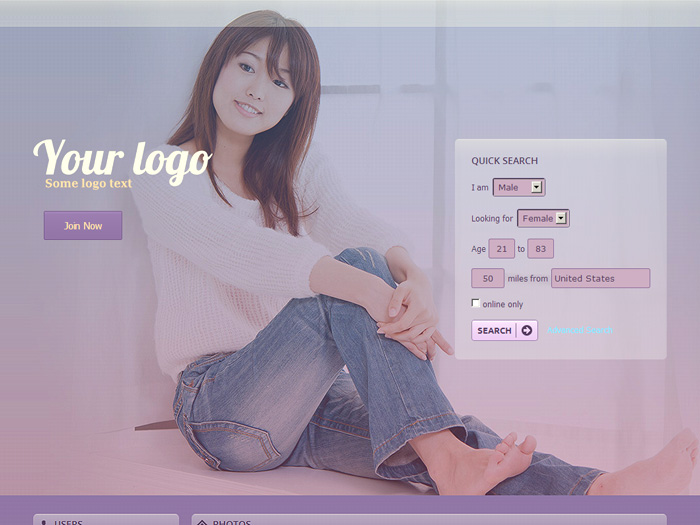 Your logo
Some logo text
Join Now
QUICK SEARCH
I am Male
Looking for Female
Age 21 to 83
50 miles from United States
online only
SEARCH Advanced Search
USERS
PHOTOS